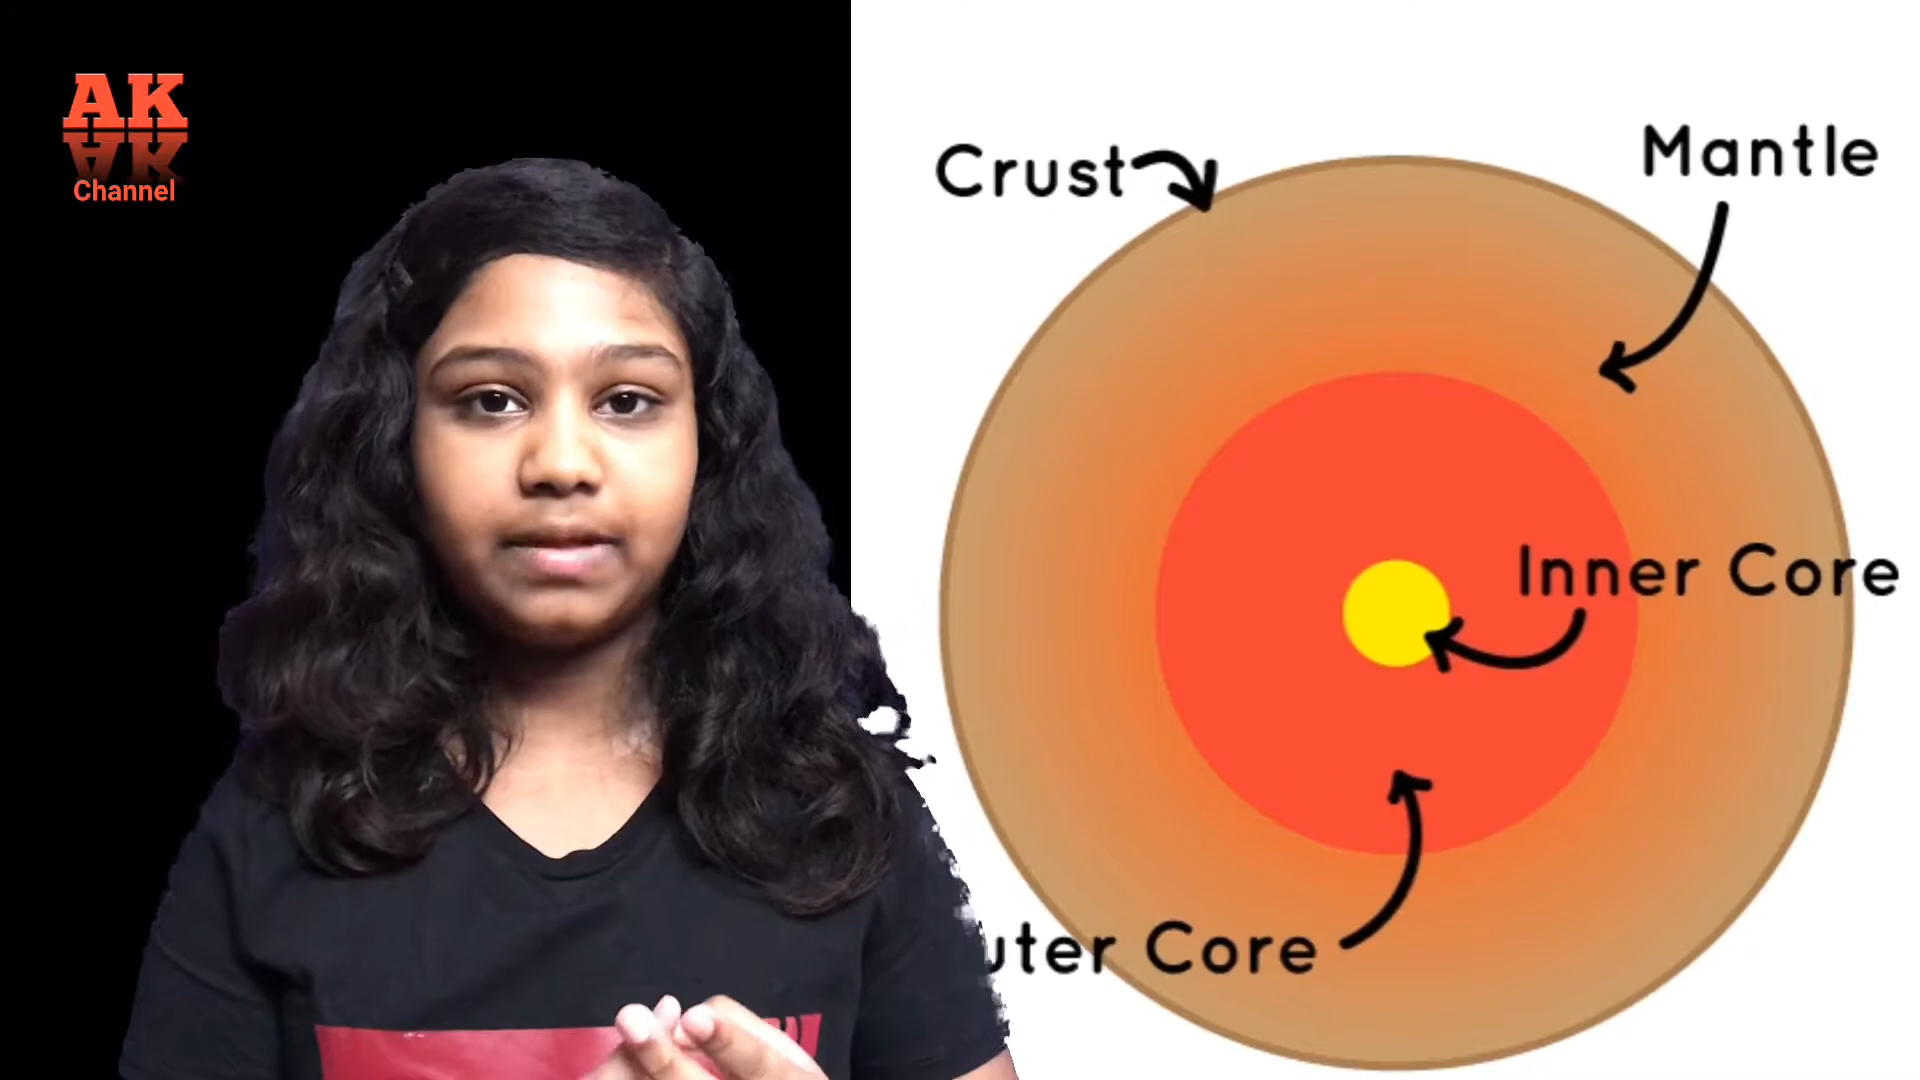 AK
Channel
Crust
Mantle
Inner Core
uter Core